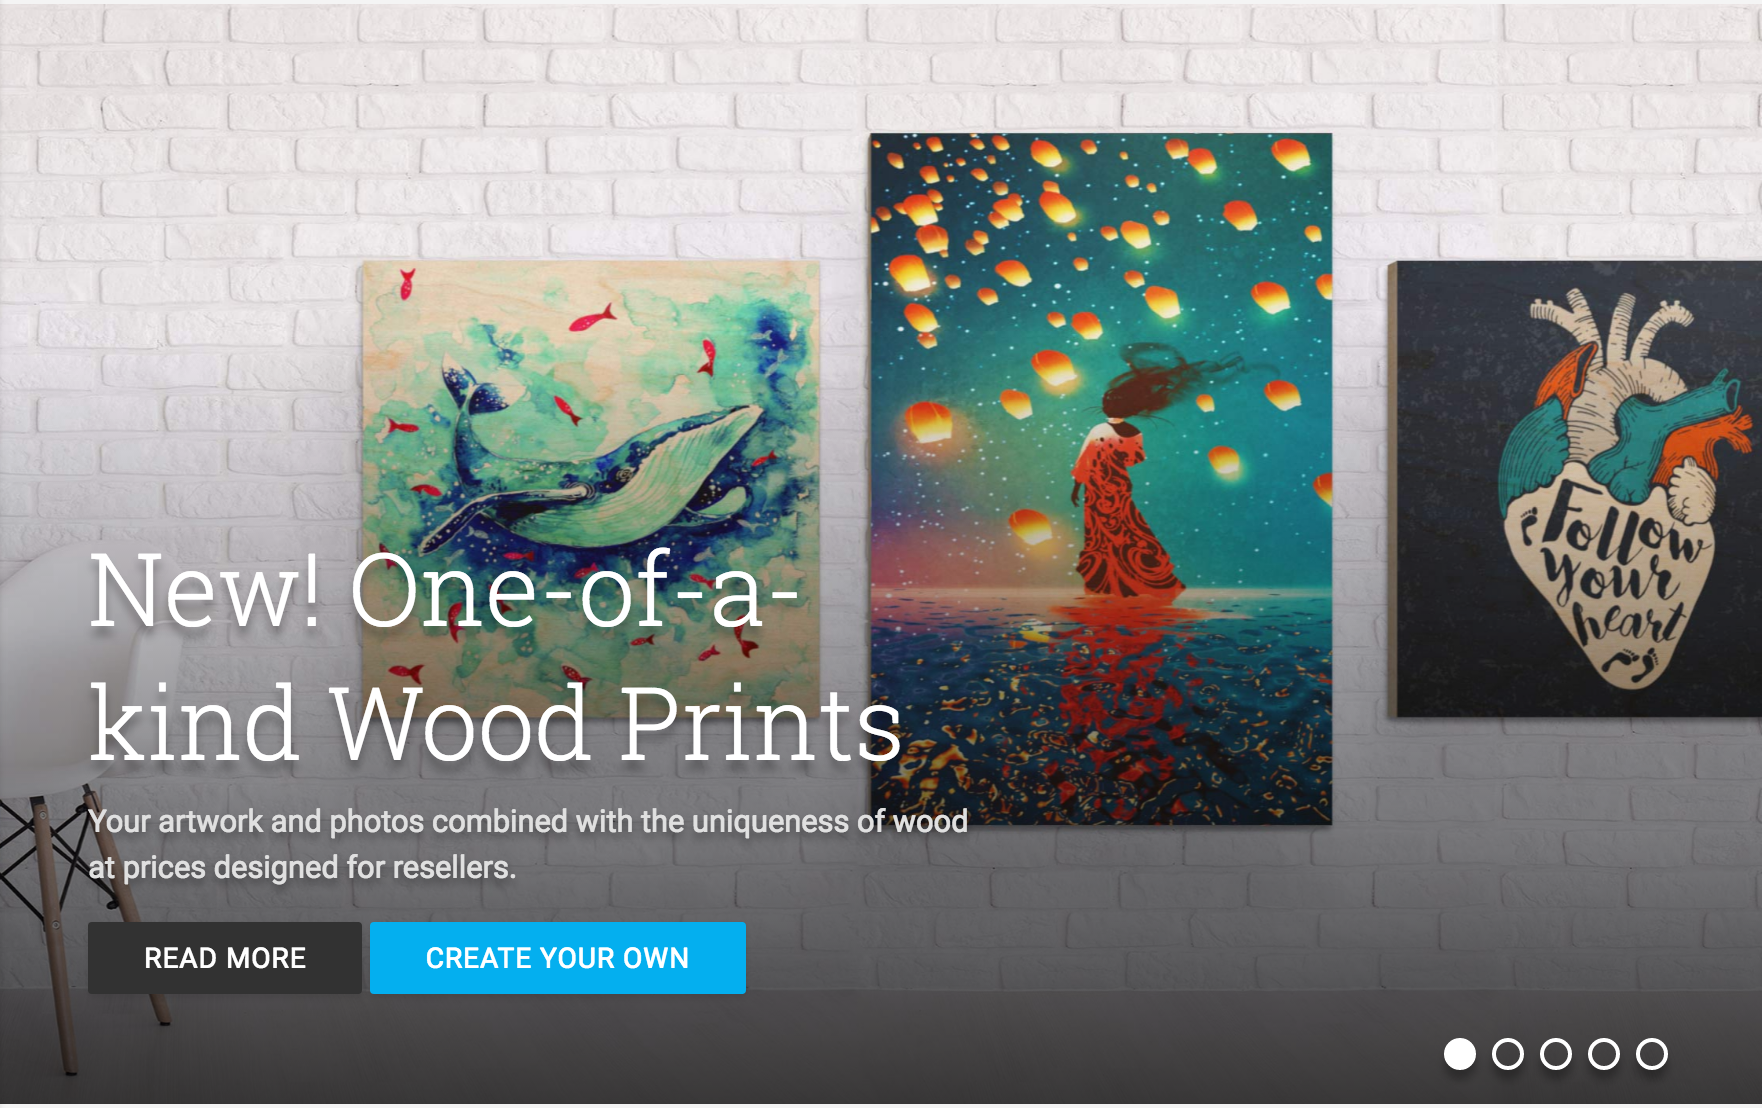 Follow
your
heart
New! One-of-a-
kind Wood Prints
Your artwork and photos combined with the uniqueness of wood
at prices designed for resellers.
READ MORE
CREATE YOUR OWN